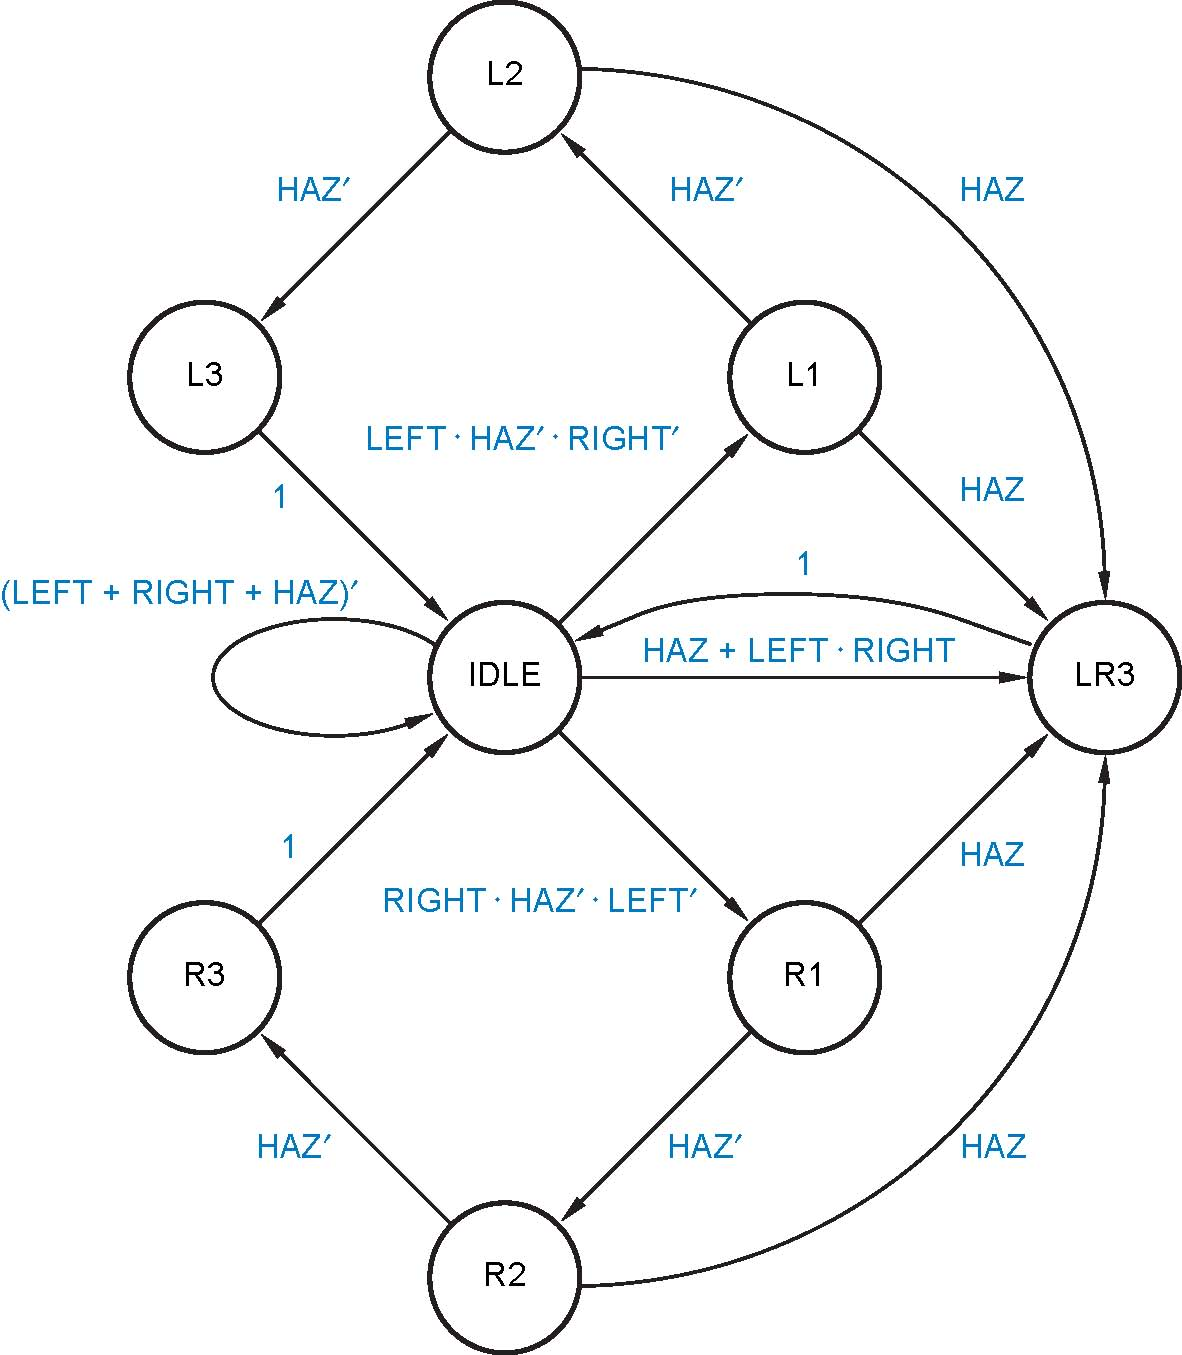 L2
HAZ′
HAZ′
HAZ
L3
L1
LEFT · HAZ′ · RIGHT′
1
HAZ
1
(LEFT + RIGHT + HAZ)′
HAZ + LEFT · RIGHT
IDLE
LR3
1
HAZ
RIGHT · HAZ′ · LEFT′
R3
R1
HAZ′
HAZ′
HAZ
R2